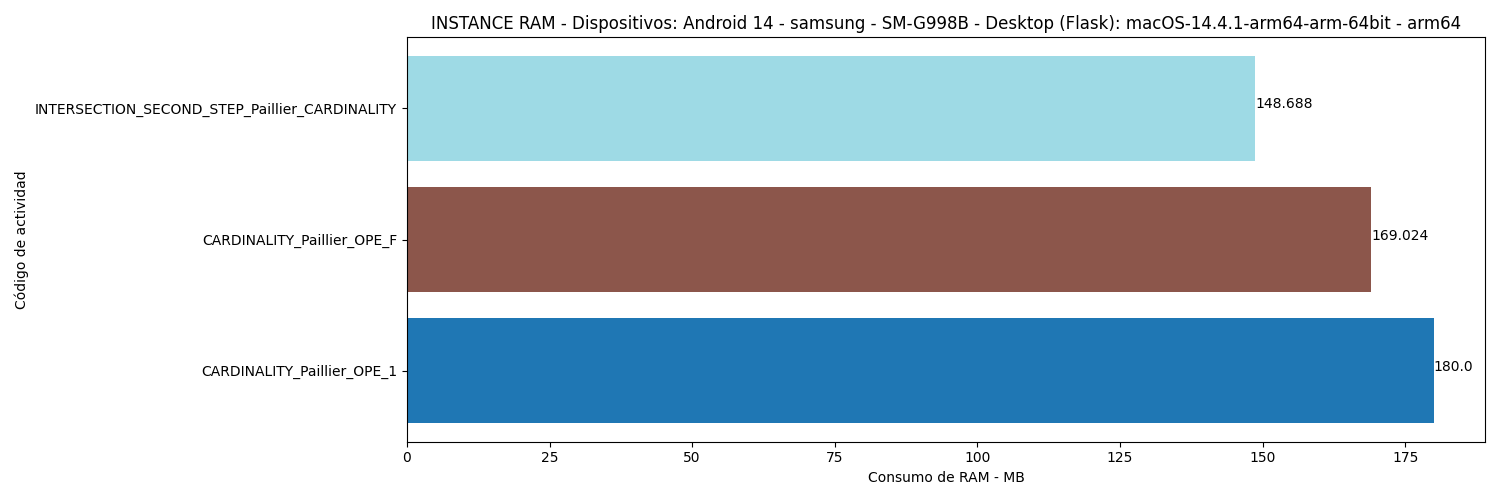 INSTANCE RAM - Dispositivos: Android 14 - samsung - SM-G998B - Desktop (Flask): macOS-14.4.1-arm64-arm-64bit - arm64
Código de actividad
INTERSECTION_SECOND_STEP_Paillier_CARDINALITY
148.688
CARDINALITY_Paillier_OPE_F
169.024
CARDINALITY_Paillier_OPE_1
180.0
0 25 50 75 100 125 150 175
Consumo de RAM - MB